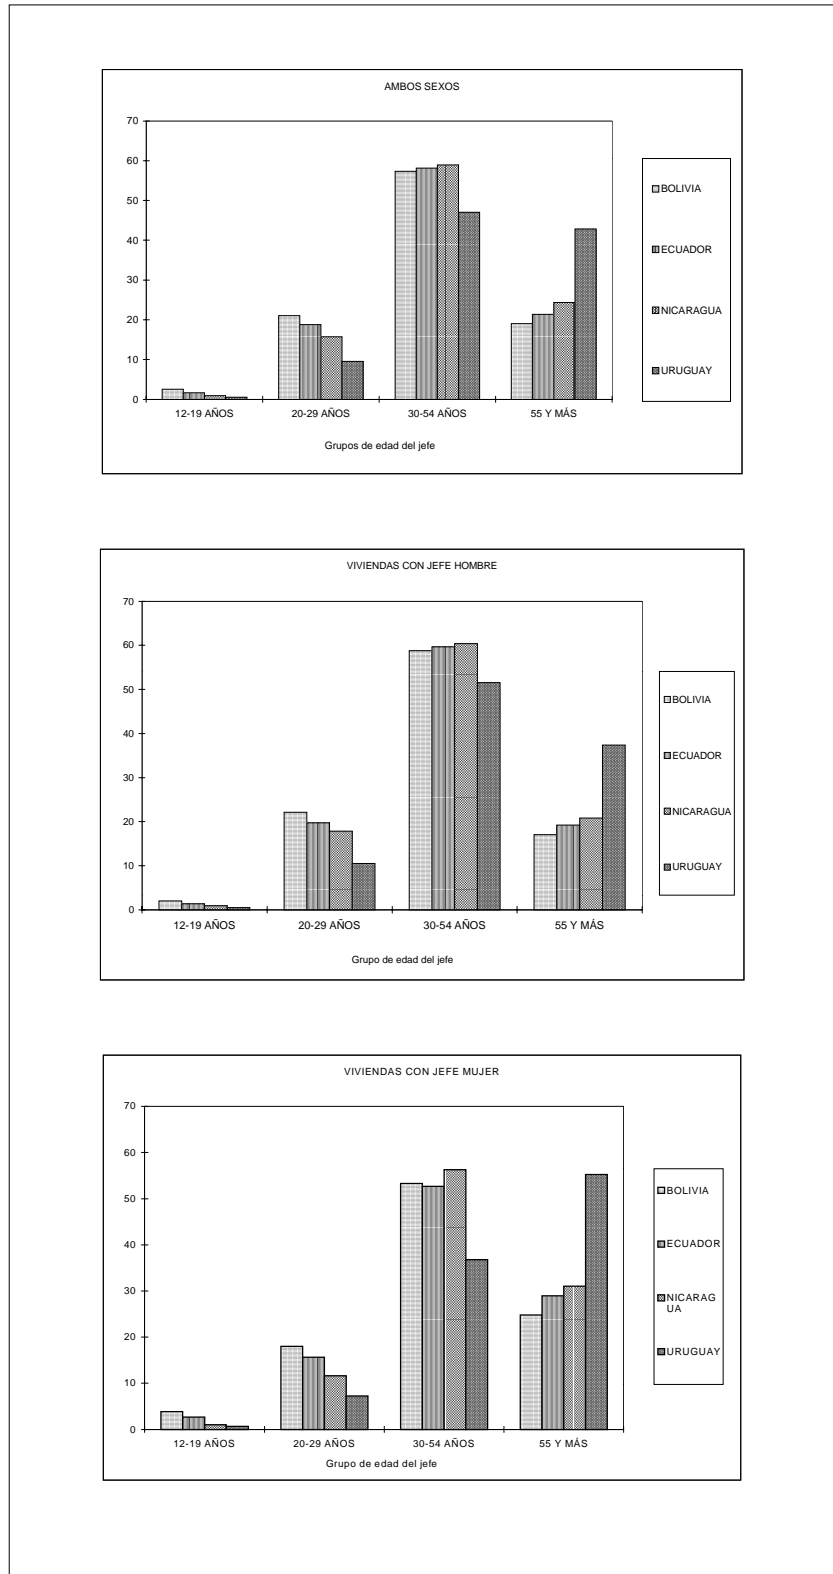 AMBOS SEXOS
70
60
50
40
30
20
10
0
12-19 AÑOS
20-29 AÑOS
30-54 AÑOS
55 Y MÁS
Grupos de edad del jefe
BOLIVIA
ECUADOR
NICARAGUA
URUGUAY
VIVIENDAS CON JEFE HOMBRE
70
60
50
40
30
20
10
0
12-19 AÑOS
20-29 AÑOS
30-54 AÑOS
55 Y MÁS
Grupo de edad del jefe
BOLIVIA
ECUADOR
NICARAGUA
URUGUAY
VIVIENDAS CON JEFE MUJER
70
60
50
40
30
20
10
0
12-19 AÑOS
20-29 AÑOS
30-54 AÑOS
55 Y MÁS
Grupo de edad del jefe
BOLIVIA
ECUADOR
NICARAG
UA
URUGUAY